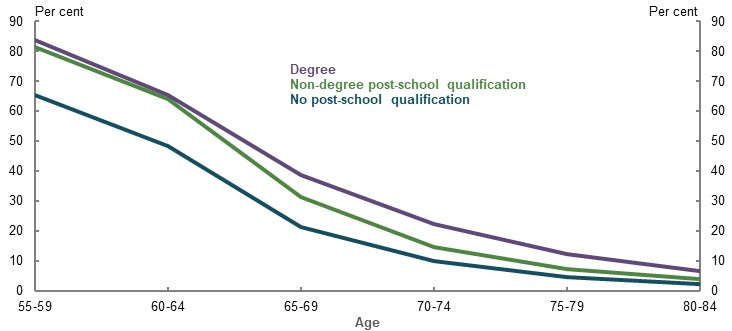 Per cent Per cent
90 90
80 80
Degree
70 70
Non-degree post-school qualification
No post-school qualification
60 60
50 50
40 40
30 30
20 20
10 10
0 0
55-59 60-64 65-69 70-74 75-79 80-84
Age